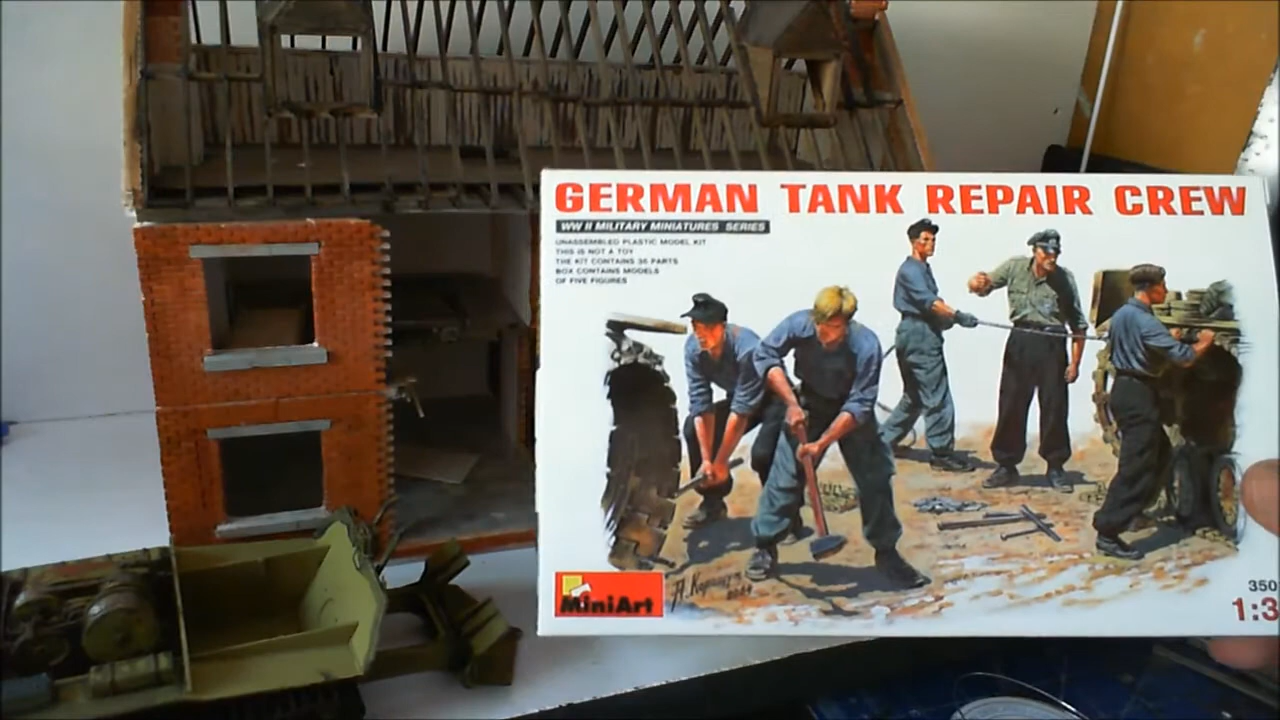 GERMAN TANK REPAIR CREW
WW II MILITARY MINIATURES SERIES
UNASSEMBLED PLASTIC MODEL KIT
THIS IS NOT A TOY
THE KIT CONTAINS 35 PARTS
BOX CONTAINS MODELS
OF FIVE FIGURES
MiniArt
350
1:3